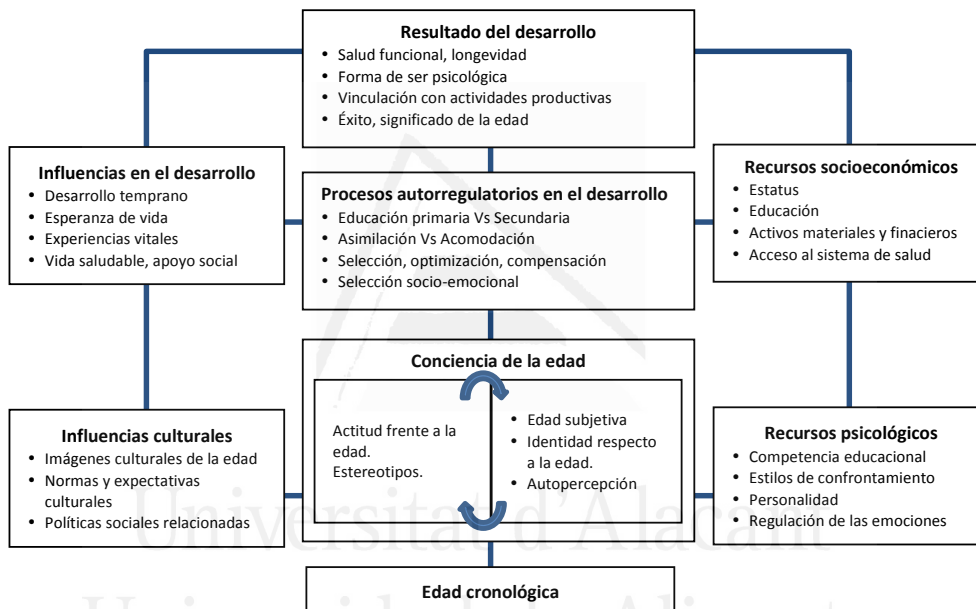 Resultado del desarrollo
• Salud funcional, longevidad
• Forma de ser psicológica
• Vinculación con actividades productivas
• Éxito, significado de la edad
Influencias en el desarrollo
• Desarrollo temprano
• Esperanza de vida
• Experiencias vitales
• Vida saludable, apoyo social
Procesos autorregulatorios en el desarrollo
• Educación primaria Vs Secundaria
• Asimilación Vs Acomodación
• Selección, optimización, compensación
• Selección socio-emocional
Recursos socioeconómicos
• Estatus
• Educación
• Activos materiales y finacieros
• Acceso al sistema de salud
Conciencia de la edad
Actitud frente a la
edad.
Estereotipos.
• Edad subjetiva
• Identidad respecto
a la edad.
• Autopercepción
Influencias culturales
• Imágenes culturales de la edad
• Normas y expectativas
culturales
• Políticas sociales relacionadas
Recursos psicológicos
• Competencia educacional
• Estilos de confrontamiento
• Personalidad
• Regulación de las emociones
Universitat d'Alacant
Edad cronológica